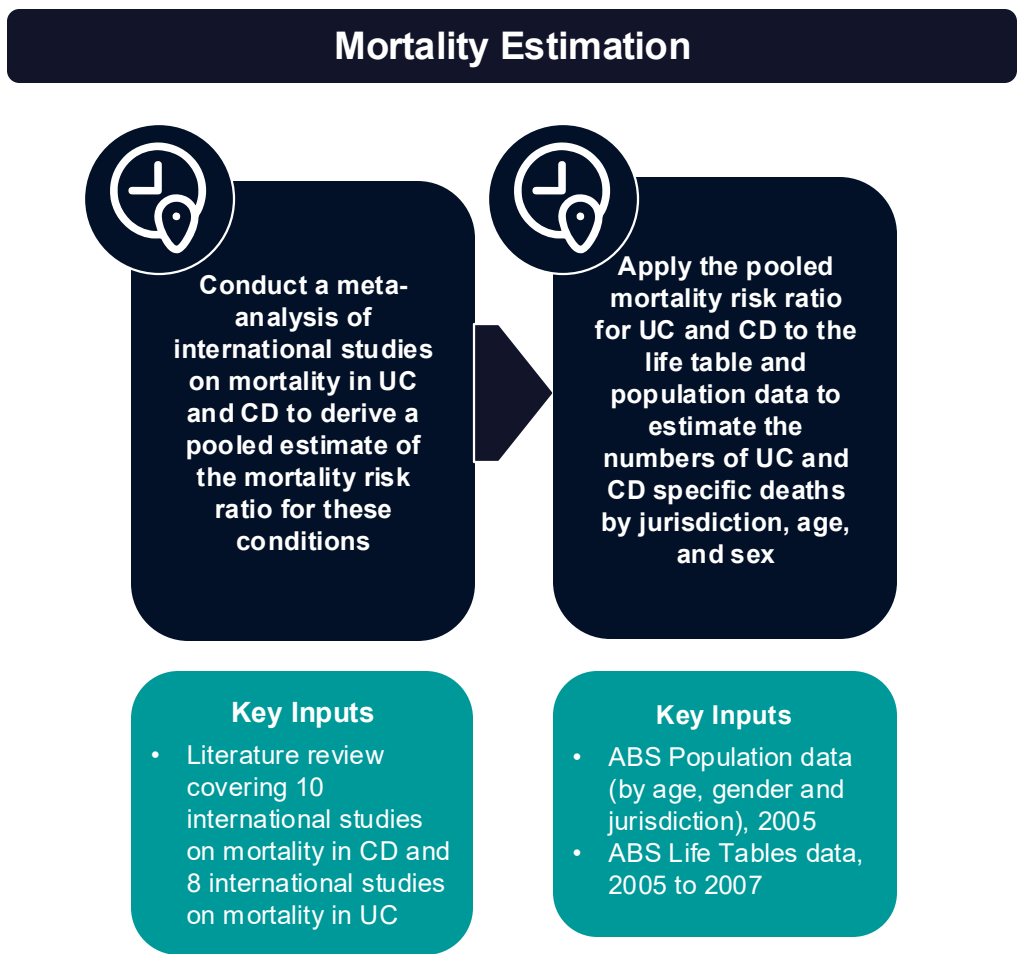 Mortality Estimation
Conduct a meta-
analysis of
international studies
on mortality in UC
and CD to derive a
pooled estimate of
the mortality risk
ratio for these
conditions
Apply the pooled
mortality risk ratio
for UC and CD to the
life table and
population data to
estimate the
numbers of UC and
CD specific deaths
by jurisdiction, age,
and sex
Key Inputs
• Literature review
covering 10
international studies
on mortality in CD and
8 international studies
on mortality in UC
Key Inputs
• ABS Population data
(by age, gender and
jurisdiction), 2005
• ABS Life Tables data,
2005 to 2007